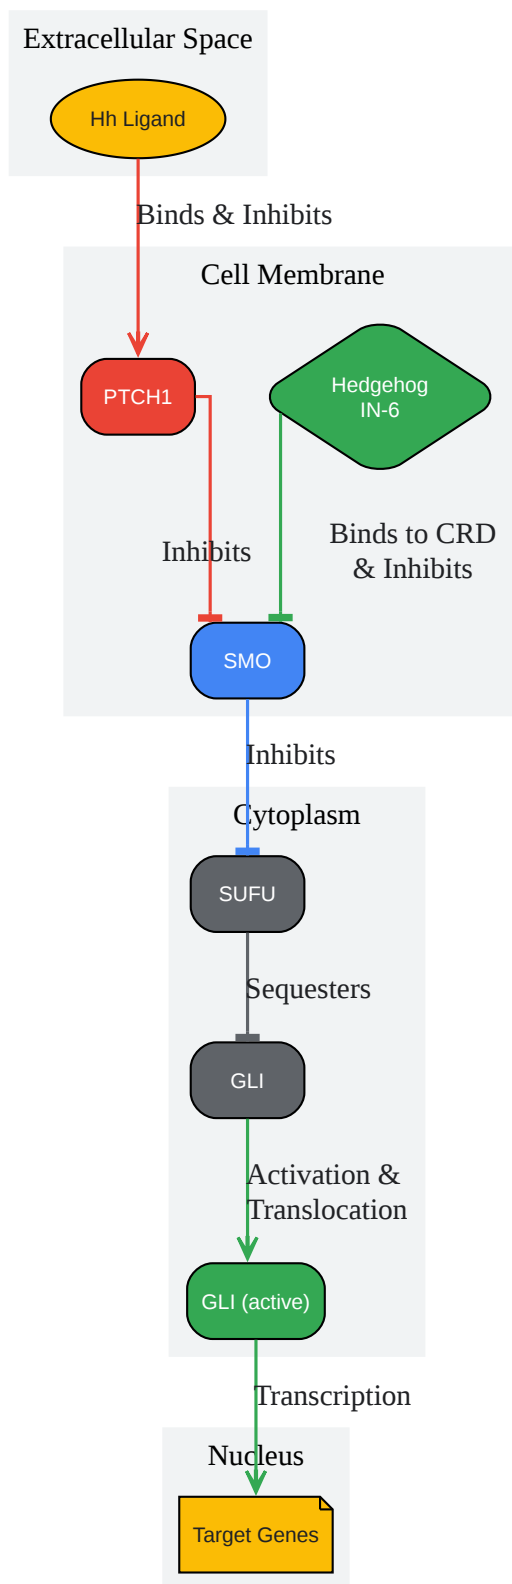 Extracellular Space
Hh Ligand
Binds & Inhibits
Cell Membrane
PTCH1
Hedgehog
IN-6
Inhibits
Binds to CRD
& Inhibits
SMO
Inhibits
Cytoplasm
SUFU
Sequesters
GLI
Activation &
Translocation
GLI (active)
Transcription
Nucleus
Target Genes